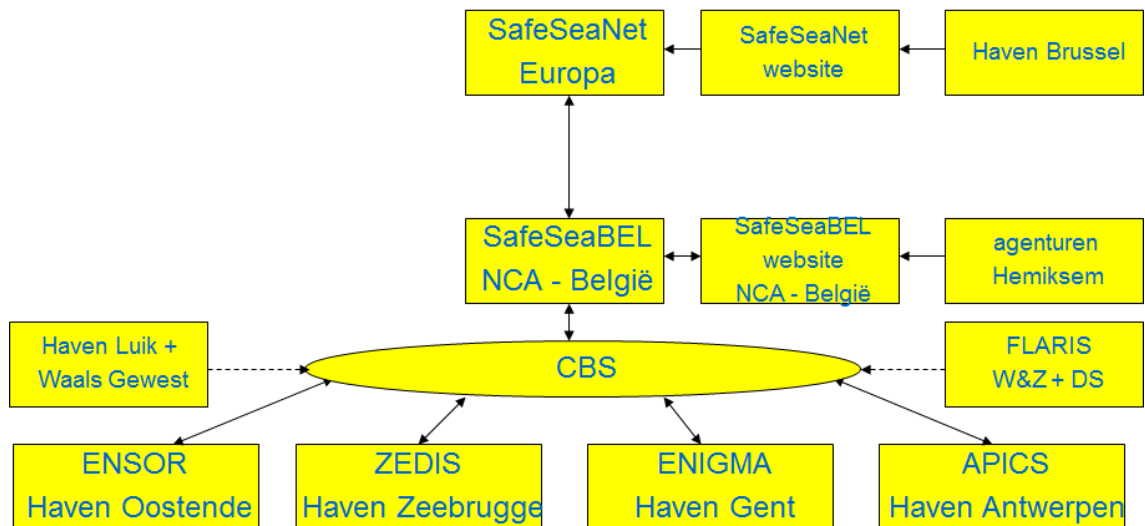 SafeSeaNet
Europa
SafeSeaNet
website
Haven Brussel
SafeSeaBEL
NCA - België
SafeSeaBEL
website
NCA - België
agenturen
Hemiksem
Haven Luik +
Waals Gewest
CBS
FLARIS
W&Z + DS
ENSOR
Haven Oostende
ZEDIS
Haven Zeebrugge
ENIGMA
Haven Gent
APICS
Haven Antwerpen